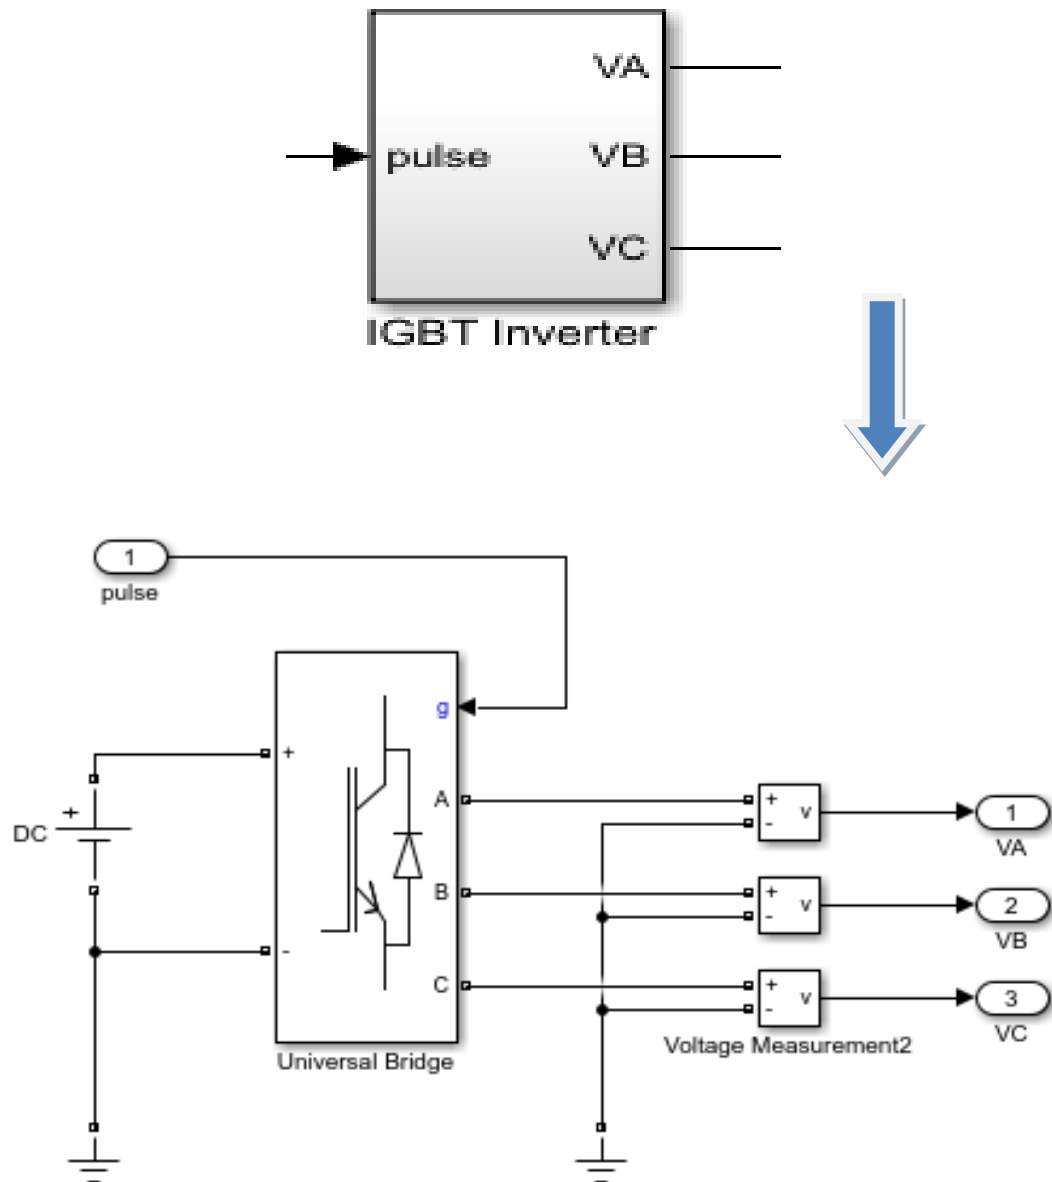 VA
pulse
VB
VC
IGBT Inverter
1
pulse
g
+
A
+
-
v
1
VA
+
DC
B
+
-
v
2
VB
-
C
+
-
v
3
VC
Voltage Measurement2
Universal Bridge